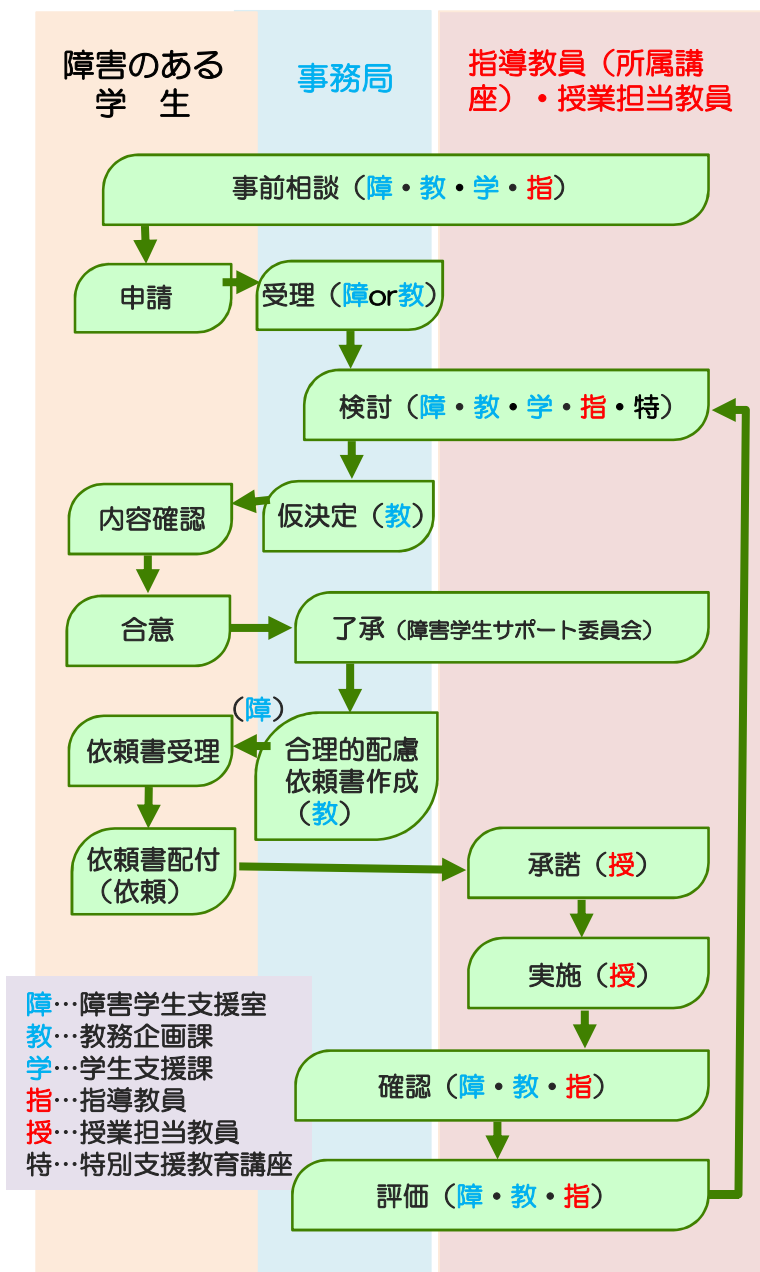 障害のある
学　生
事務局
指導教員（所属講
座）・授業担当教員
事前相談（障・教・学・指）
申請
受理（障or教）
検討（障・教・学・指・特）
仮決定（教）
内容確認
合意
了承（障害学生サポート委員会）
（障）
依頼書受理
合理的配慮
依頼書作成
（教）
依頼書配付
（依頼）
承諾（授）
実施（授）
確認（障・教・指）
評価（障・教・指）
障…障害学生支援室
教…教務企画課
学…学生支援課
指…指導教員
授…授業担当教員
特…特別支援教育講座